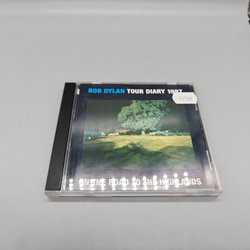 BOB DYLAN TOUR DIARY 1997
ON THE ROAD TO THE HIGHLANDS